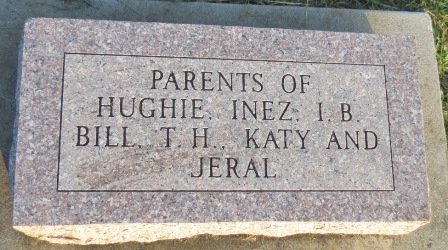 PARENTS OF
HUGHIE, INEZ, I.B.
BILL, T.H., KATY AND
JERAL